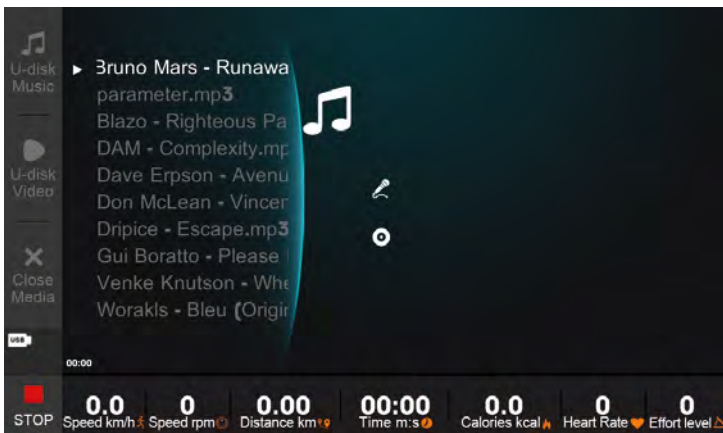 U-disk
Music
U-disk
Video
Close
Media
USB
Bruno Mars - Runawa
parameter.mp3
Blazo - Righteous Pa
DAM - Complexity.mp
Dave Erpson - Avenu
Don McLean - Vincen
Dripice - Escape.mp3
Gui Boratto - Please
Venke Knutson - Whe
Worakls - Bleu (Origin
00:00
STOP
0.0 0 0.00 00:00 0.0 0 0
Speed km/h Speed rpm Distance km Time m:s Calories kcal Heart Rate Effort level